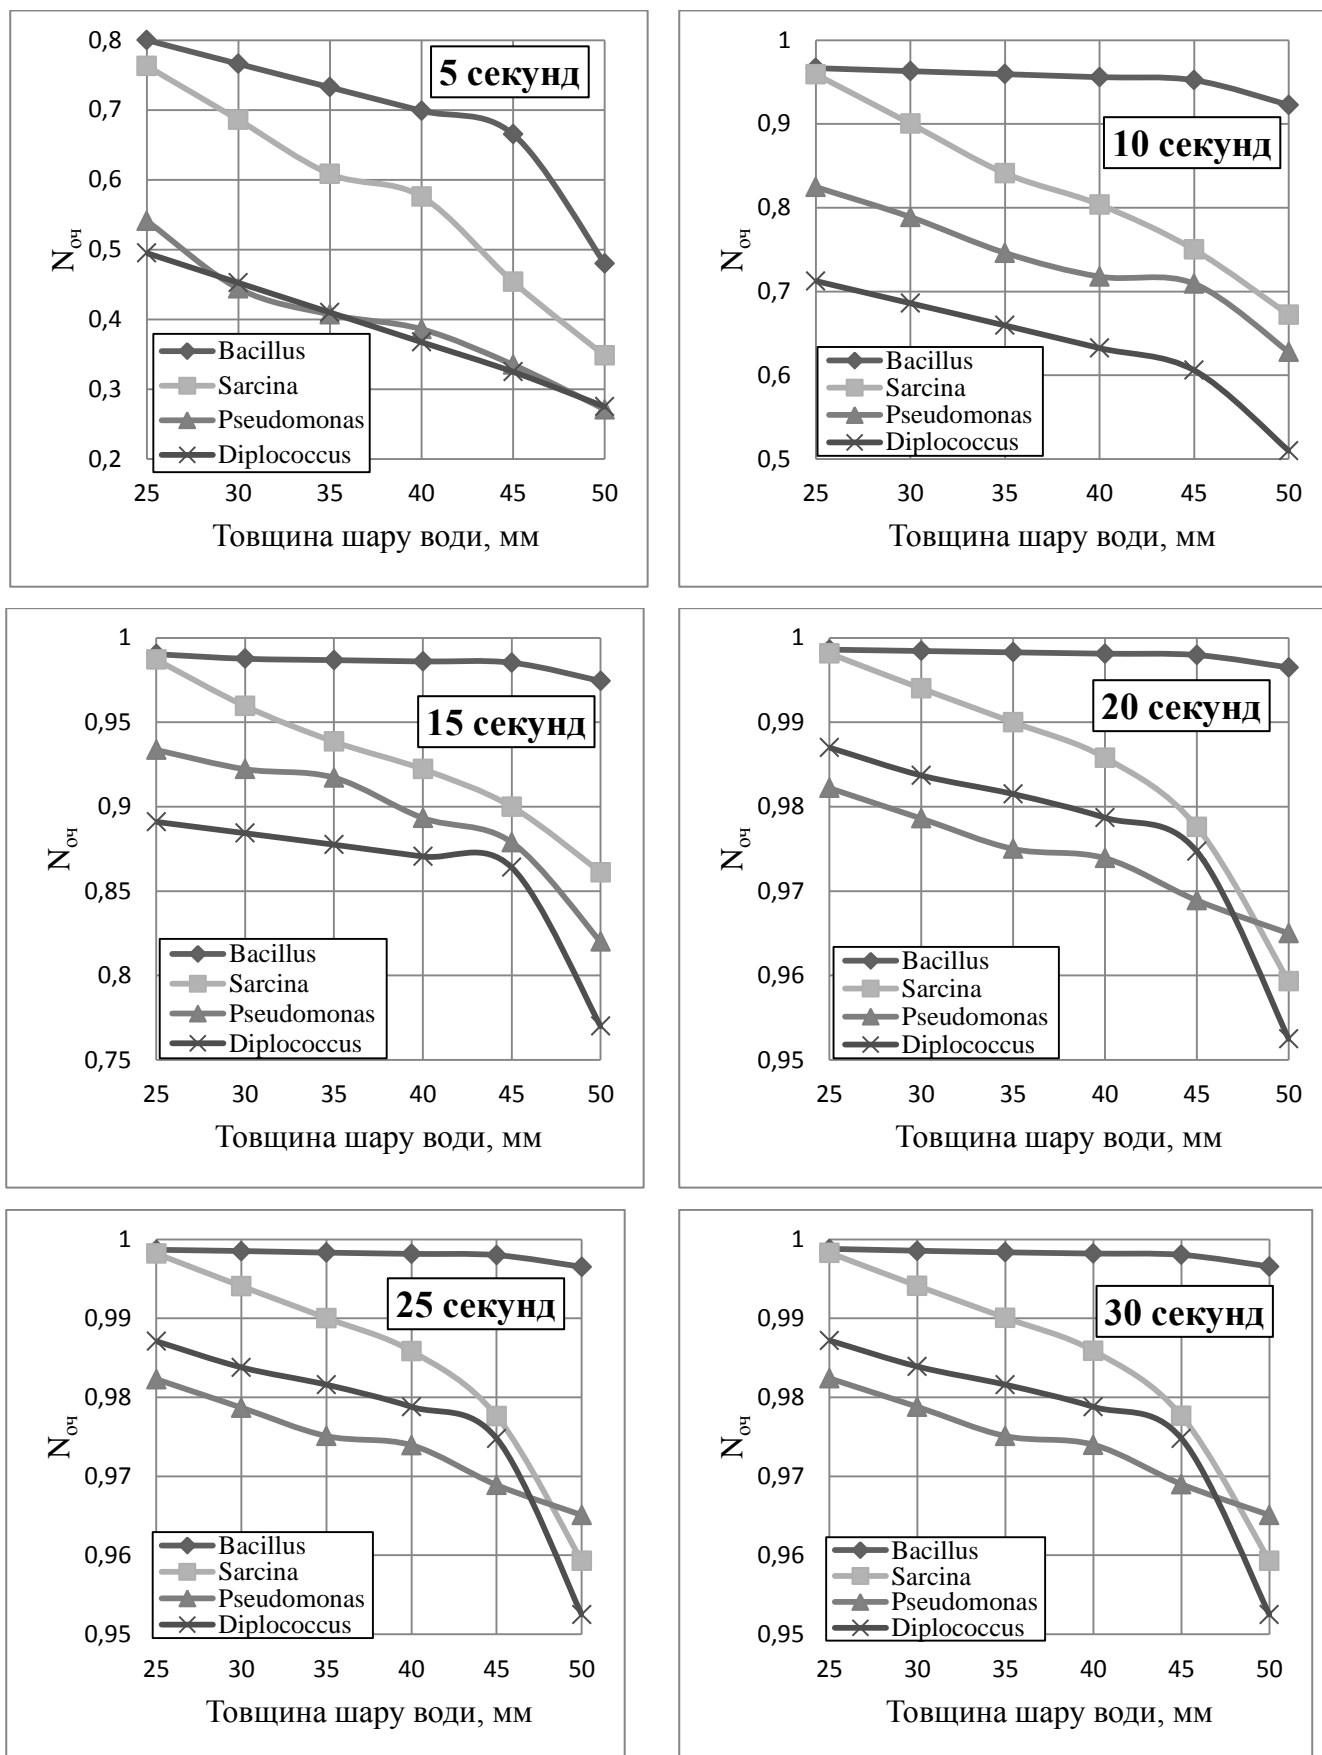 0,8
0,7
0,6
0,5
0,4
0,3
0,2
Nоч
5 секунд
Bacillus
Sarcina
Pseudomonas
Diplococcus
25 30 35 40 45 50
Товщина шару води, мм
1
0,9
0,8
0,7
0,6
0,5
Nоч
10 секунд
Bacillus
Sarcina
Pseudomonas
Diplococcus
25 30 35 40 45 50
Товщина шару води, мм
1
0,95
0,9
0,85
0,8
0,75
Nоч
15 секунд
Bacillus
Sarcina
Pseudomonas
Diplococcus
25 30 35 40 45 50
Товщина шару води, мм
1
0,99
0,98
0,97
0,96
0,95
Nоч
20 секунд
Bacillus
Sarcina
Pseudomonas
Diplococcus
25 30 35 40 45 50
Товщина шару води, мм
1
0,99
0,98
0,97
0,96
0,95
Nоч
25 секунд
Bacillus
Sarcina
Pseudomonas
Diplococcus
25 30 35 40 45 50
Товщина шару води, мм
1
0,99
0,98
0,97
0,96
0,95
Nоч
30 секунд
Bacillus
Sarcina
Pseudomonas
Diplococcus
25 30 35 40 45 50
Товщина шару води, мм